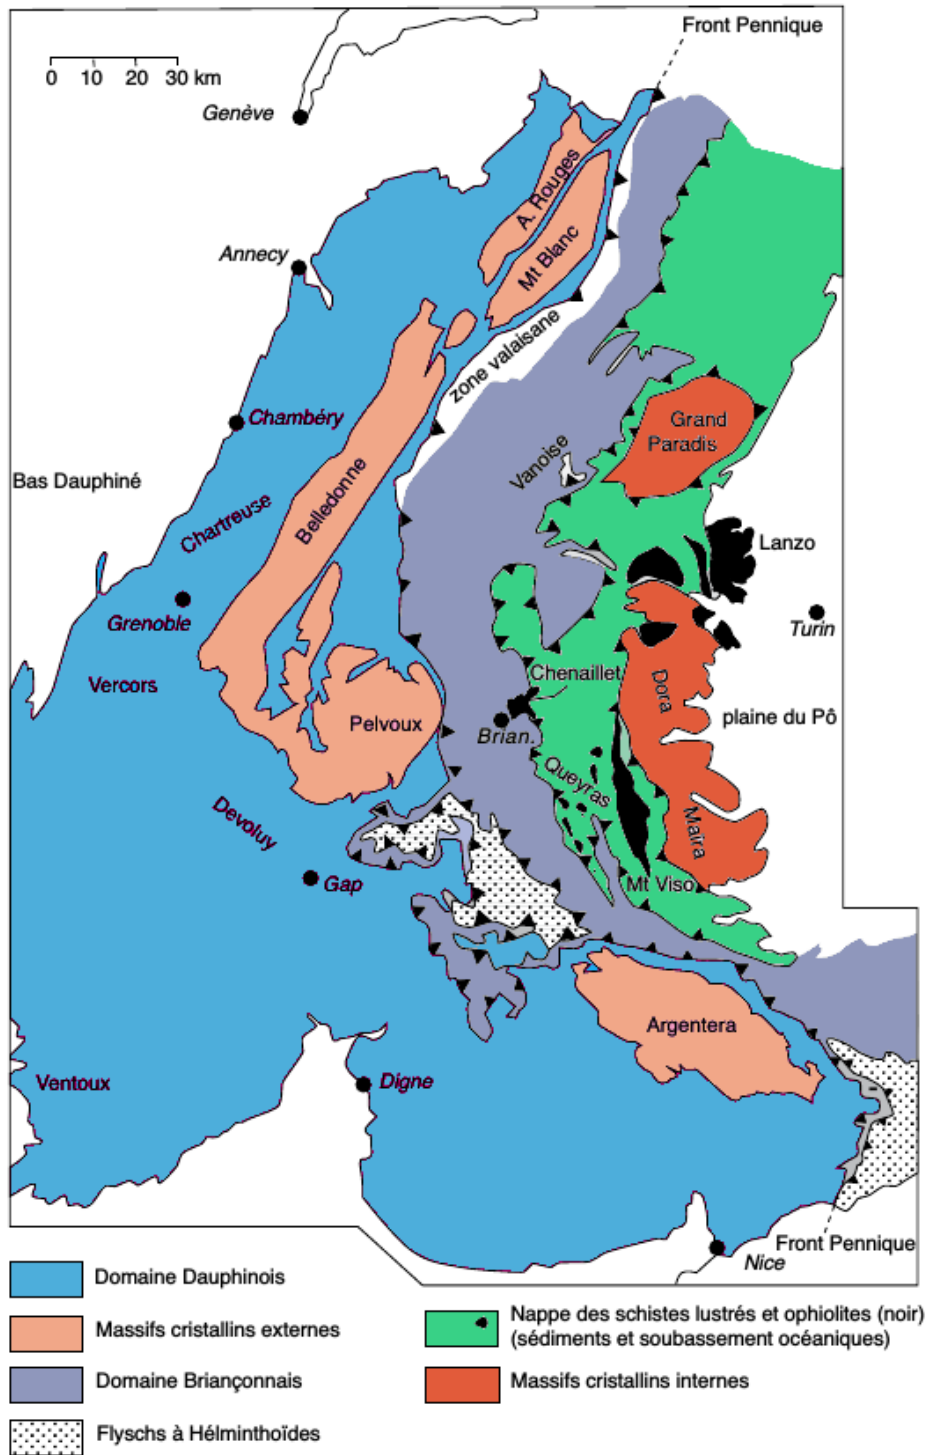 Front Pennique
0 10 20 30 km
Genève
A. Rouges
Mt Blanc
Annecy
zone valaisane
Chambéry
Grand
Paradis
Vanoise
Bas Dauphiné
Belledonne
Chartreuse
Lanzo
Grenoble
Turin
Vercors
Chenaillet
Dora
Pelvoux
Brian.
plaine du Pô
Queyras
Devoluy
Maira
Gap
Mt Viso
Argentera
Ventoux
Digne
Front Pennique
Nice
Domaine Dauphinois
Massifs cristallins externes
Domaine Briançonnais
Flyschs à Hélminthoïdes
Nappe des schistes lustrés et ophiolites (noir)
(sédiments et soubassement océaniques)
Massifs cristallins internes